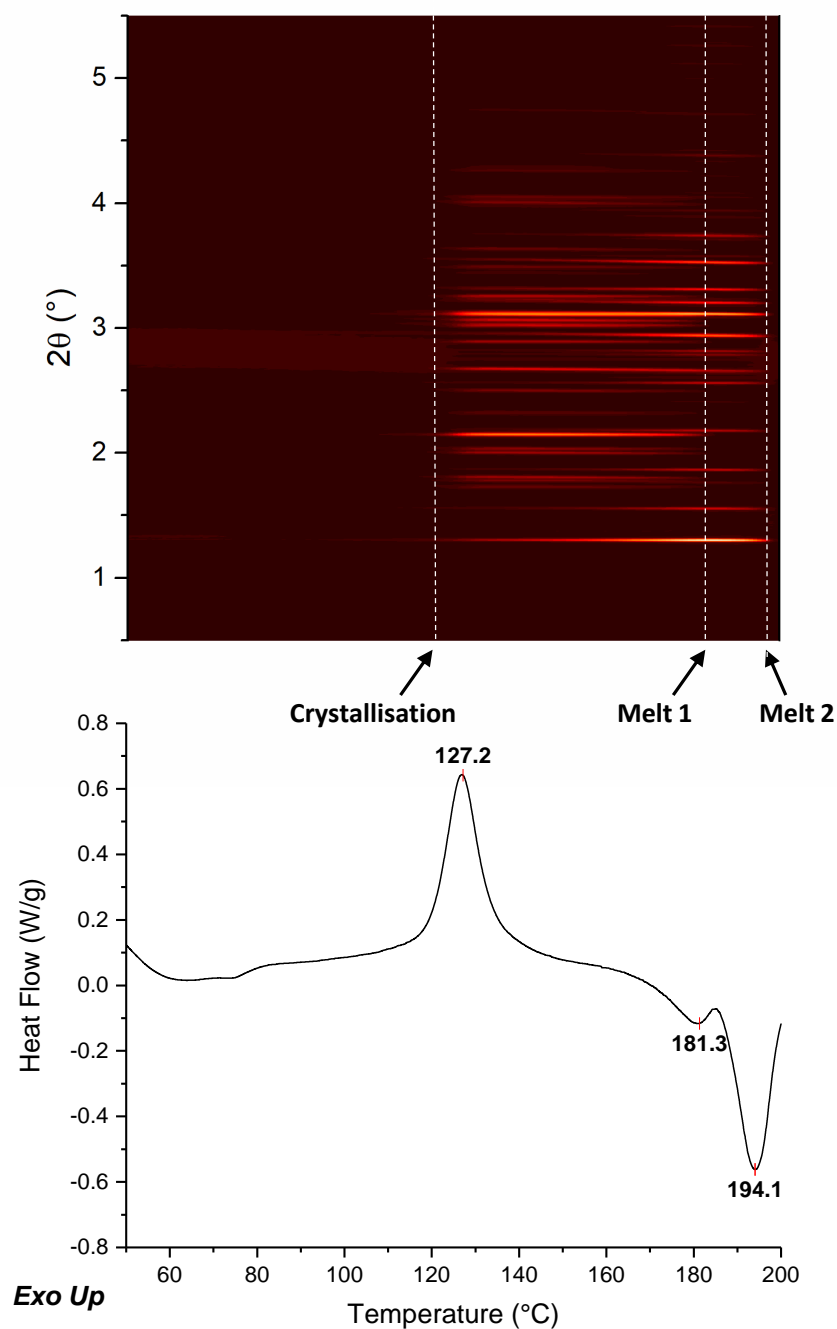 5
4
3
2
1
2θ (°)
Crystallisation
Melt 1
Melt 2
0.8
0.6
0.4
0.2
0.0
-0.2
-0.4
-0.6
-0.8
Heat Flow (W/g)
127.2
181.3
194.1
60 80 100 120 140 160 180 200
Exo Up
Temperature (°C)